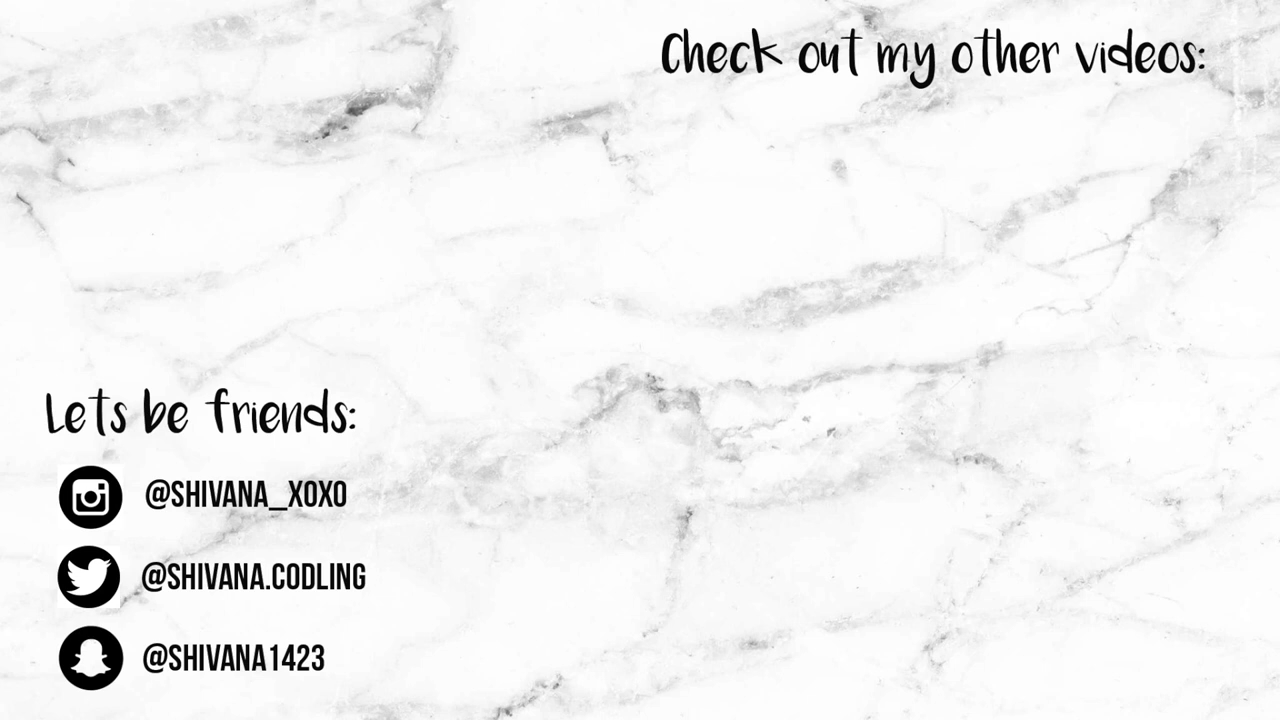 Check out my other videos:
Lets be friends:
@SHIVANA_XOXO
@SHIVANA.CODLING
@SHIVANA1423